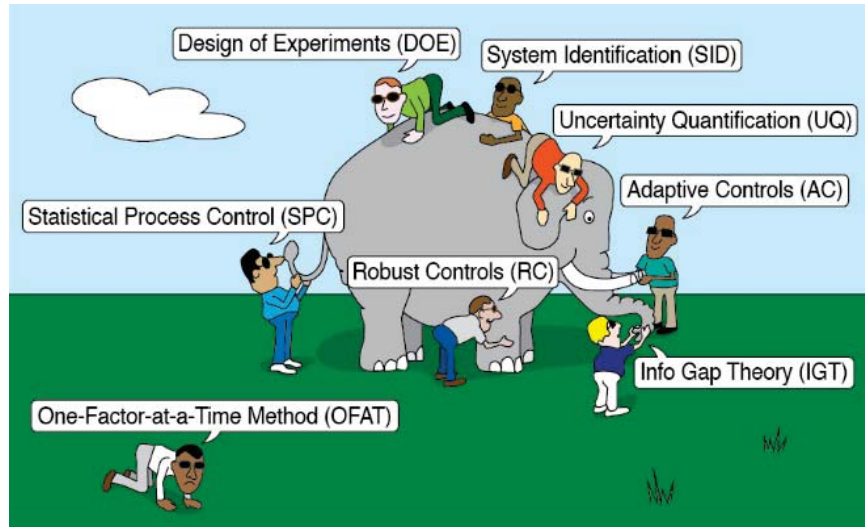 Design of Experiments (DOE)
System Identification (SID)
Uncertainty Quantification (UQ)
Adaptive Controls (AC)
Statistical Process Control (SPC)
Robust Controls (RC)
Info Gap Theory (IGT)
One-Factor-at-a-Time Method (OFAT)